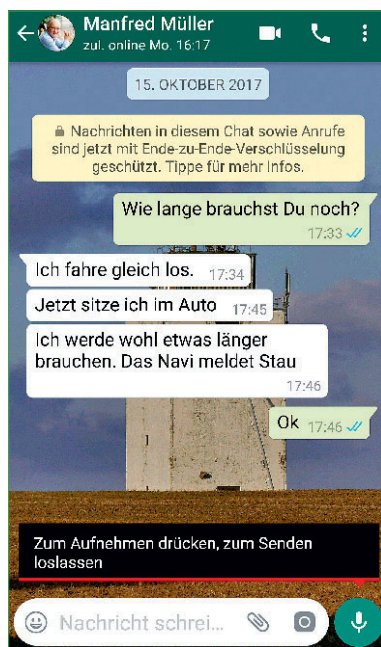 Manfred Müller
zul. online Mo. 16:17
15. OKTOBER 2017
Nachrichten in diesem Chat sowie Anrufe
sind jetzt mit Ende-zu-Ende-Verschlüsselung
geschützt. Tippe für mehr Infos.
Wie lange brauchst Du noch?
17:33
Ich fahre gleich los. 17:34
Jetzt sitze ich im Auto 17:45
Ich werde wohl etwas länger
brauchen. Das Navi meldet Stau
17:46
Ok 17:46
Zum Aufnehmen drücken, zum Senden
loslassen
Nachricht schrei...